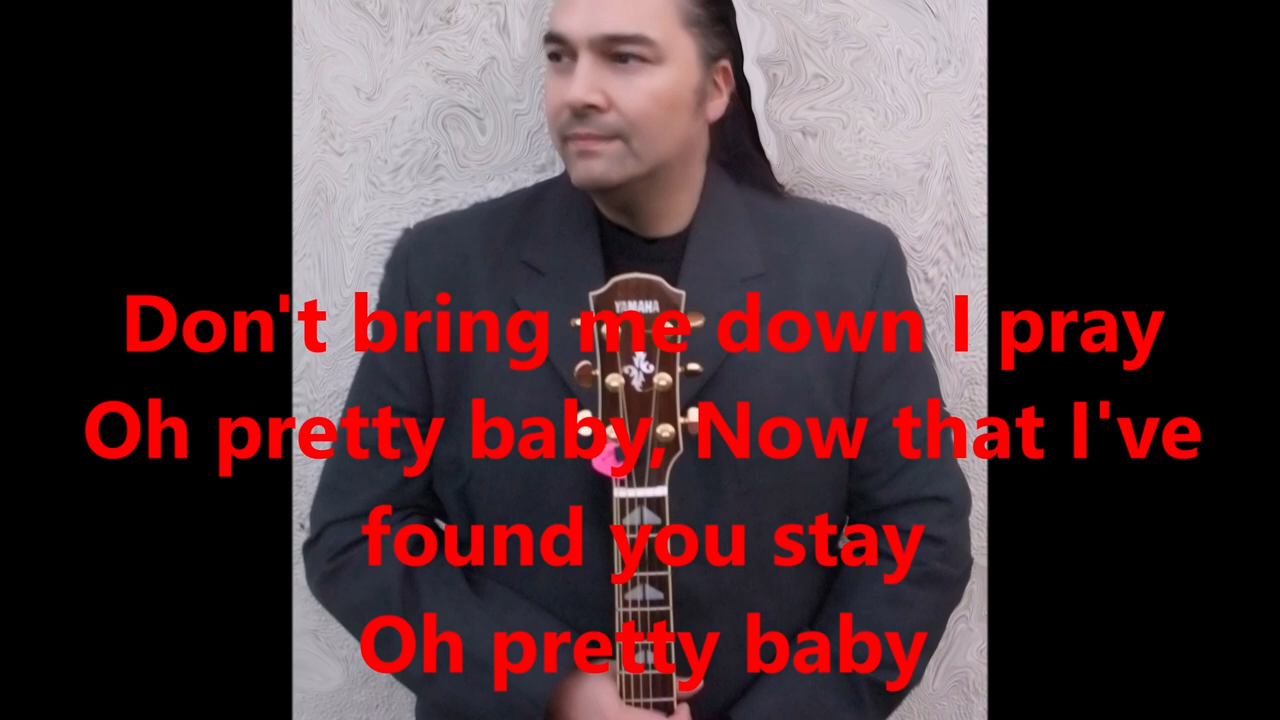 YAMAHA
Don't bring me down I pray
Oh pretty baby, Now that I've
found you stay
Oh pretty baby